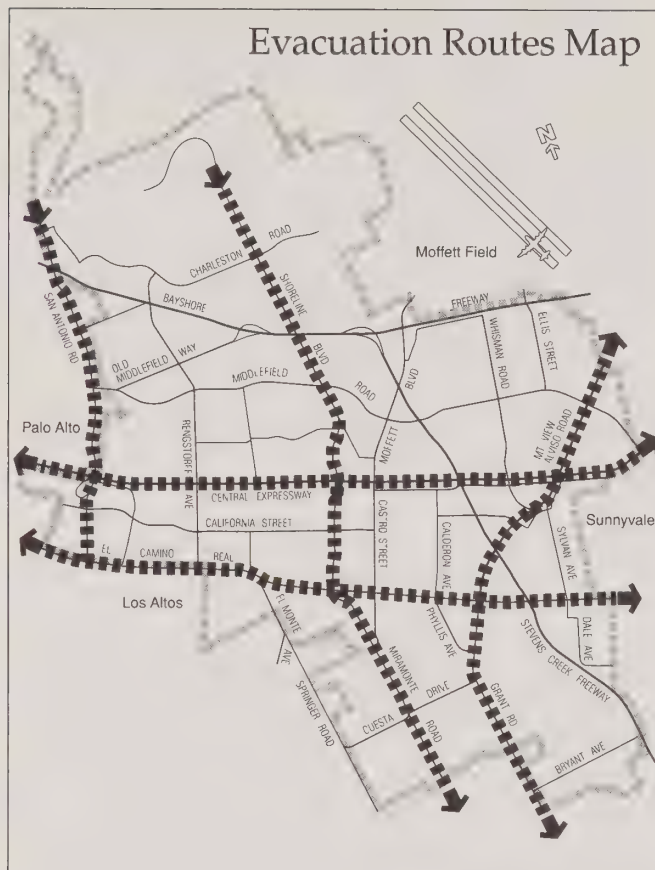 Evacuation Routes Map
N
Moffett Field
CHARLESTON ROAD
SHORELINE BLVD
SAN ANTONIO RD
BAYSHORE FREEWAY
OLD MIDDLEFIELD WAY
MIDDLEFIELD ROAD
MOFFETT BLVD
WHISMAN ROAD
ELLIS STREET
Palo Alto
RENGSTORFF AVE
MT VIEW
ALVISO ROAD
CENTRAL EXPRESSWAY
CALIFORNIA STREET
CASTRO STREET
CALDERON AVE
SYLVAN AVE
Sunnyvale
EL CAMINO REAL
Los Altos
EL MONTE AVE
SPRINGER ROAD
MIRAMONTE ROAD
PHYLLIS AVE
DALE AVE
STEVENS CREEK FREEWAY
CUESTA DRIVE
GRANT RD
BRYANT AVE